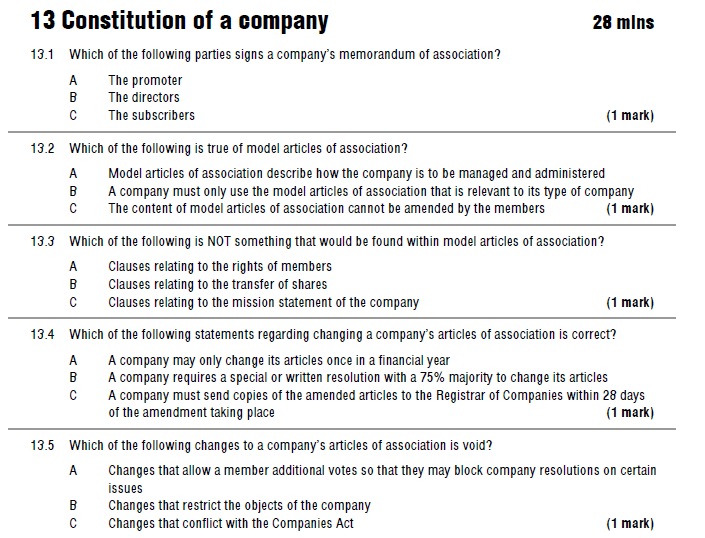 13 Constitution of a company 28 mins
13.1 Which of the following parties signs a company's memorandum of association?
A The promoter
B The directors
C The subscribers (1 mark)
13.2 Which of the following is true of model articles of association?
A Model articles of association describe how the company is to be managed and administered
B A company must only use the model articles of association that is relevant to its type of company
C The content of model articles of association cannot be amended by the members (1 mark)
13.3 Which of the following is NOT something that would be found within model articles of association?
A Clauses relating to the rights of members
B Clauses relating to the transfer of shares
C Clauses relating to the mission statement of the company (1 mark)
13.4 Which of the following statements regarding changing a company's articles of association is correct?
A A company may only change its articles once in a financial year
B A company requires a special or written resolution with a 75% majority to change its articles
C A company must send copies of the amended articles to the Registrar of Companies within 28 days
of the amendment taking place (1 mark)
13.5 Which of the following changes to a company's articles of association is void?
A Changes that allow a member additional votes so that they may block company resolutions on certain
issues
B Changes that restrict the objects of the company
C Changes that conflict with the Companies Act (1 mark)